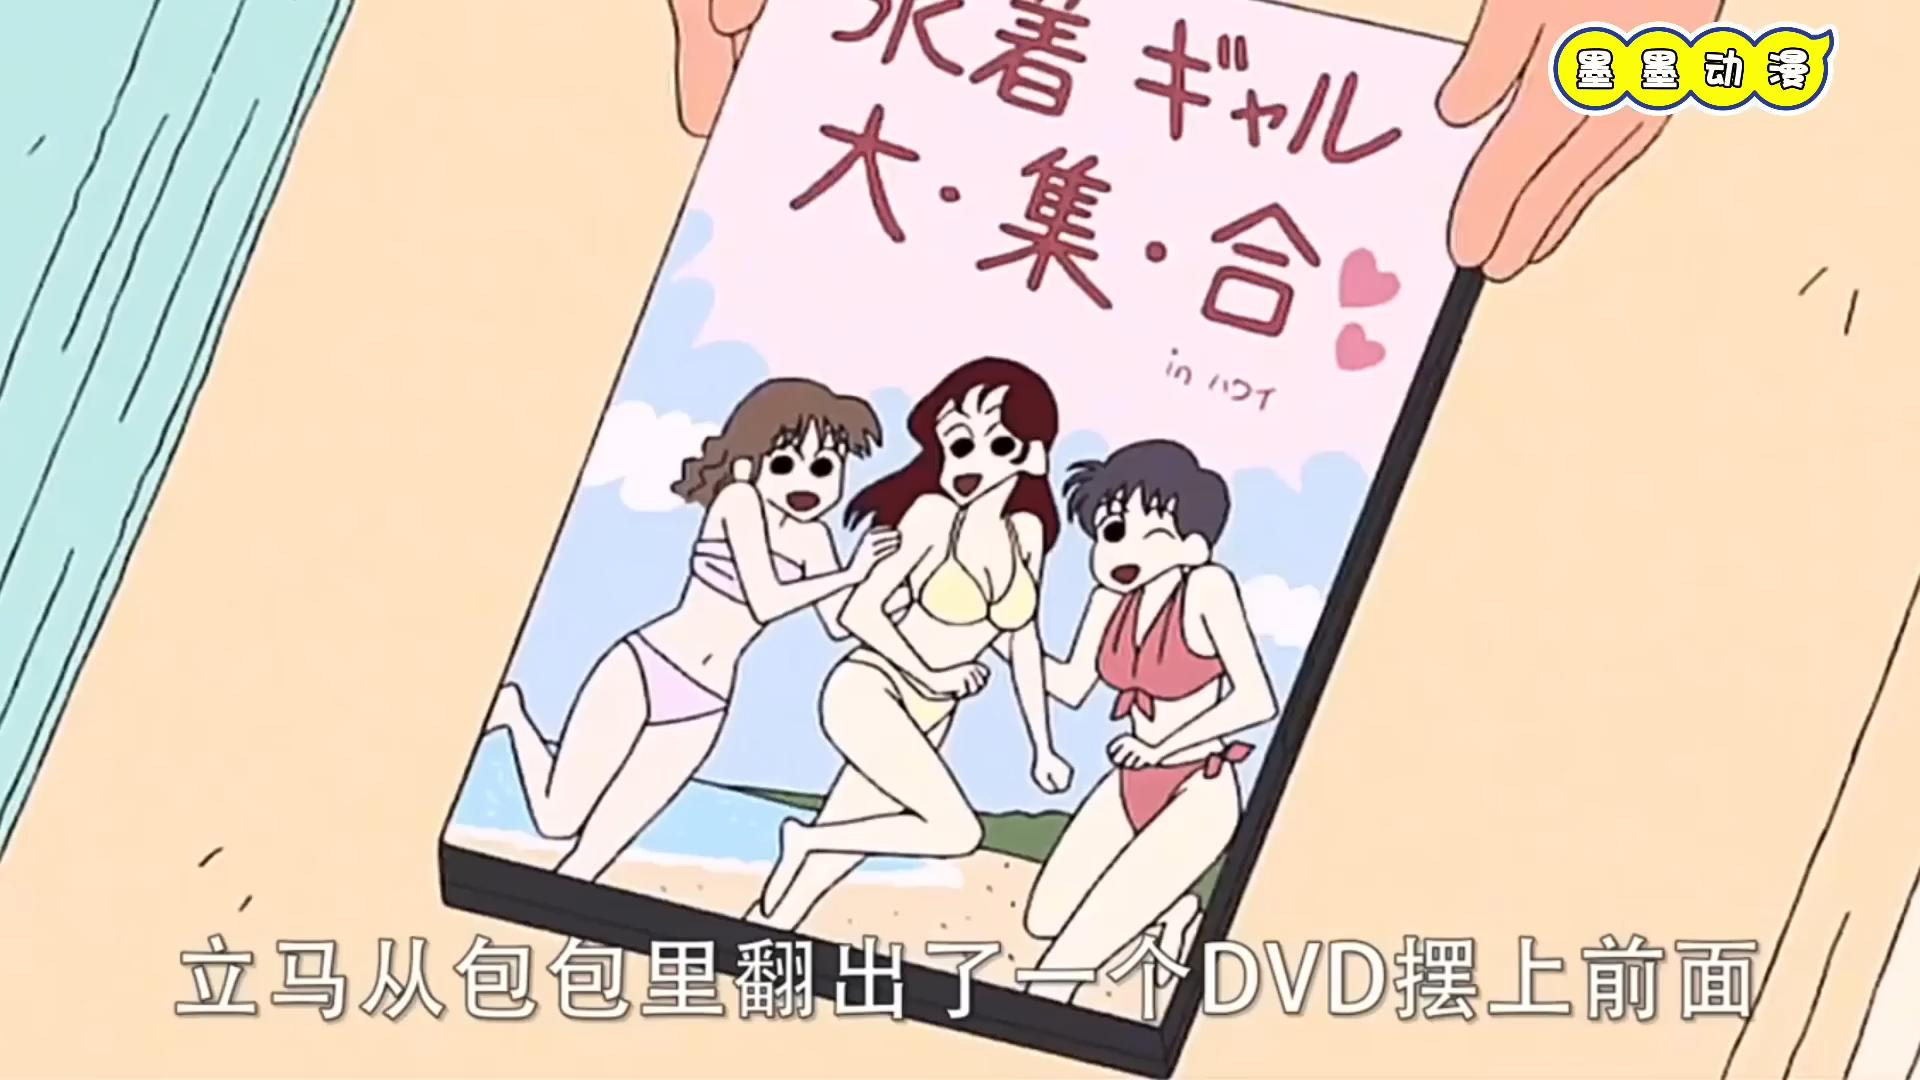 墨墨动漫
水着ギャル
大・集・合
in ハワイ
立马从包包里翻出了一个DVD摆上前面